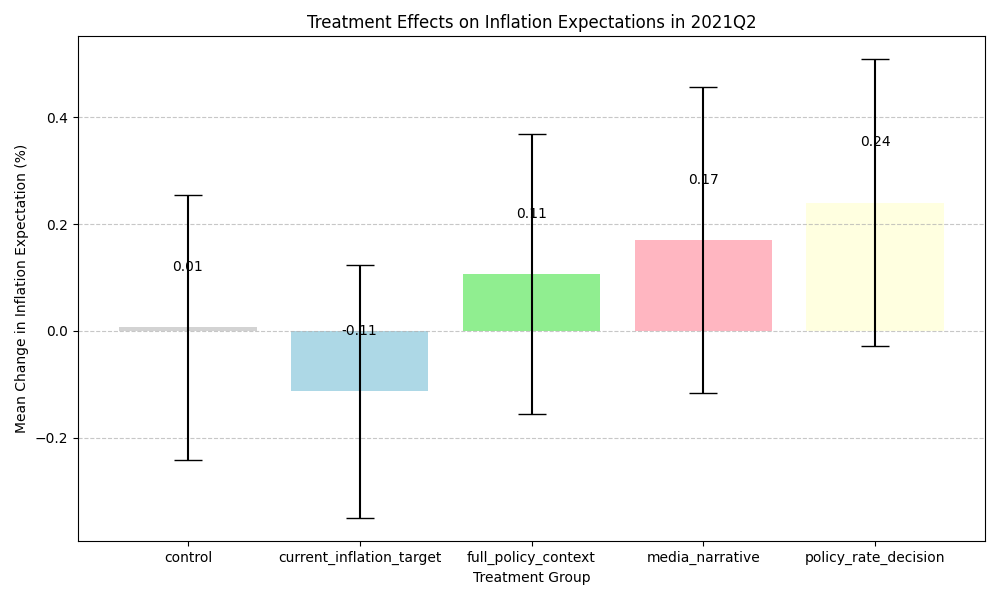 Treatment Effects on Inflation Expectations in 2021Q2
Mean Change in Inflation Expectation (%)
0.4
0.2
0.0
−0.2
0.01
-0.11
0.11
0.17
0.24
control
current_inflation_target
full_policy_context
media_narrative
policy_rate_decision
Treatment Group